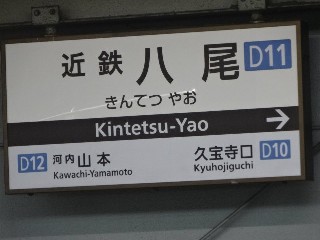 近鉄八尾 D11
きんてつ やお
Kintetsu-Yao →
D12 河内山本 久宝寺口 D10
Kawachi-Yamamoto Kyuhojiguchi